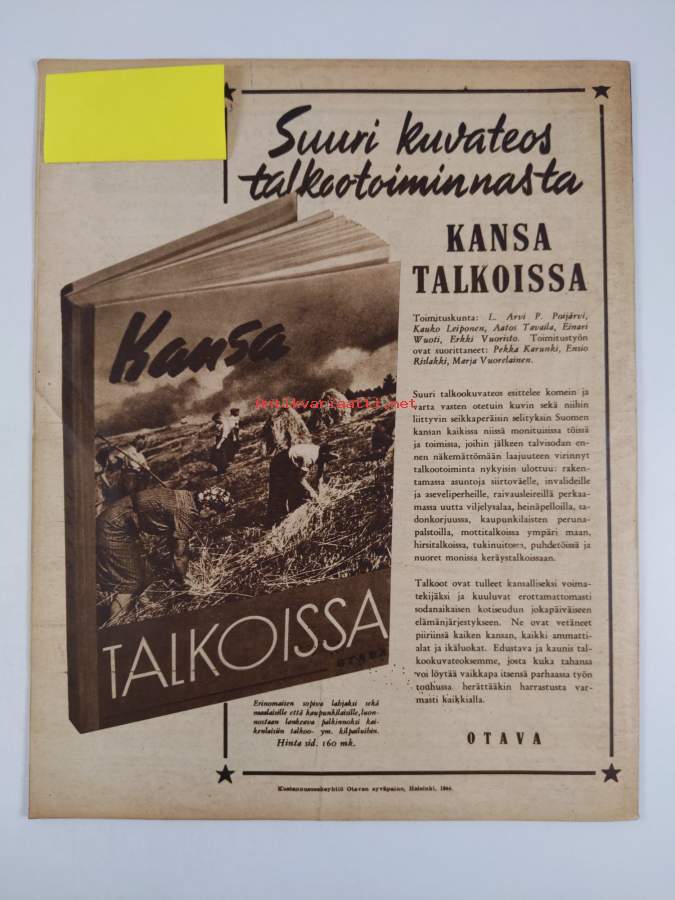 Suuri kuvateos
talkootoiminnasta
KANSA
TALKOISSA
Toimituskunta: L. Arvi P. Poijärvi,
Kauko Leiponen, Aatos Tavaila, Einari
Wuoti, Erkki Vuoristo. Toimitustyön
ovat suorittaneet: Pekka Karunki, Ensio
Rislakki, Marja Vuorelainen.
Suuri talkookuvateos esittelee komein ja
varta vasten otetuin kuvin sekä niihin
liittyvin seikkaperäisin selityksin Suomen
kansan kaikissa niissä monituisissa töissä
ja toimissa, joihin jälkeen talvisodan en-
nen näkemättömään laajuuteen virinnyt
talkootoiminta nykyisin ulottuu: raken-
tamassa asuntoja siirtoväelle, invalideille
ja aseveliperheille, raivausleireillä perkaa-
massa uutta viljelysalaa, heinäpelloilla, sa-
donkorjuussa, kaupunkilaisten peruna-
palstoilla, mottitalkoissa ympäri maan,
hirsitalkoissa, tukinuitossa, puhdetöissä ja
nuoret monissa keräystalkoissaan.
Talkoot ovat tulleet kansalliseksi voima-
tekijäksi ja kuuluvat erottamattomasti
sodanaikaisen kotiseudun jokapäiväiseen
elämänjärjestykseen. Ne ovat vetäneet
piiriinsä kaiken kansan, kaikki ammatti-
alat ja ikäluokat. Edustava ja kaunis tal-
kookuvateoksemme, josta kuka tahansa
voi löytää vaikkapa itsensä parhaassa työn
touhussa herättääkin harrastusta var-
masti kaikkialla.
OTAVA
Kansa
antikvariaatti.net
TALKOISSA
OTAVA
Erinomaisen sopiva lahjaksi sekä
maalaisille että kaupunkilaisille, luon-
nostaan lankeava palkinnoksi kai-
kenlaisiin talkoo- ym. kilpailuihin.
Hinta sid. 160 mk.
Kustannusosakeyhtiö Otavan syväpaino, Helsinki, 1944.